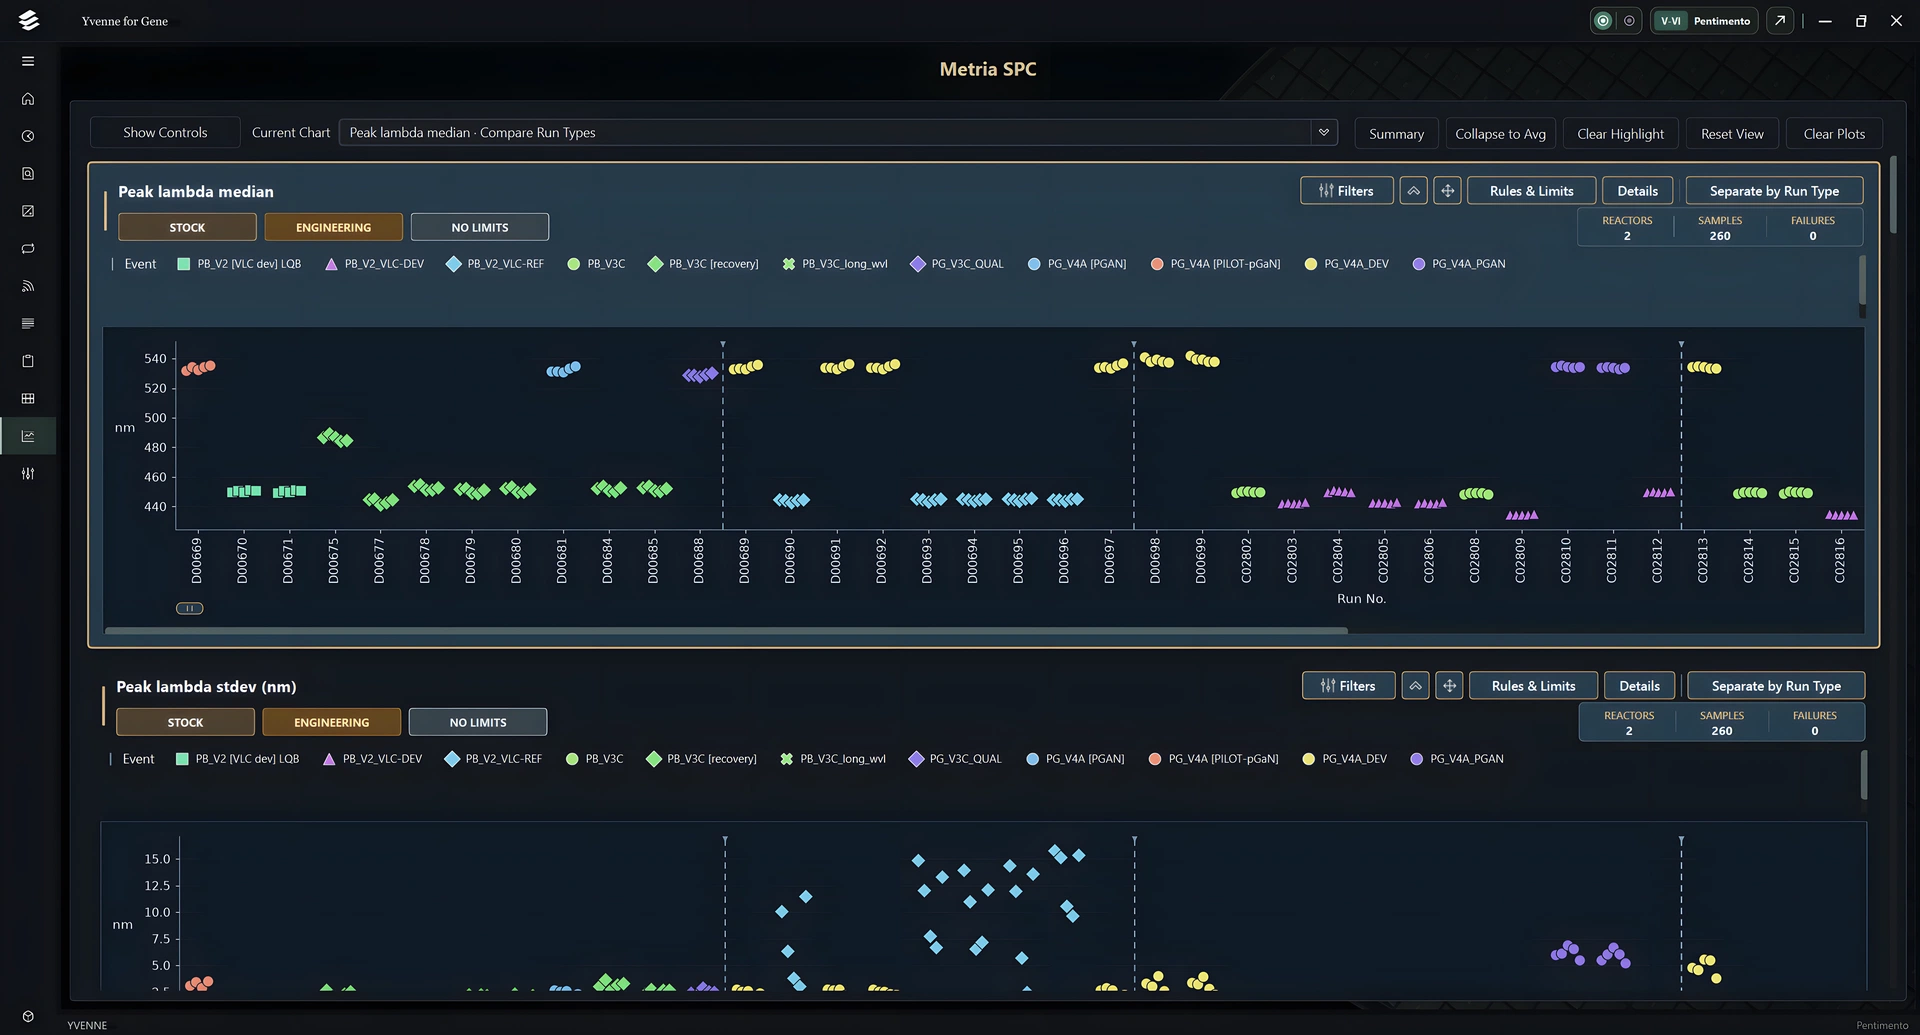 Yvenne for Gene
V-VI Pentimento
Metria SPC
Show Controls Current Chart Peak lambda median · Compare Run Types Summary Collapse to Avg Clear Highlight Reset View Clear Plots
Peak lambda median Filters Rules & Limits Details Separate by Run Type
STOCK ENGINEERING NO LIMITS
REACTORS SAMPLES FAILURES
2 260 0
Event PB_V2 [VLC dev] LQB PB_V2_VLC-DEV PB_V2_VLC-REF PB_V3C PB_V3C [recovery] PB_V3C_long_wvl PG_V3C_QUAL PG_V4A [PGAN] PG_V4A [PILOT-pGaN] PG_V4A_DEV PG_V4A_PGAN
540
520
500
nm
480
460
440
D00669 D00670 D00671 D00675 D00677 D00678 D00679 D00680 D00681 D00684 D00685 D00688 D00689 D00690 D00691 D00692 D00693 D00694 D00695 D00696 D00697 D00698 D00699 C02802 C02803 C02804 C02805 C02806 C02808 C02809 C02810 C02811 C02812 C02813 C02814 C02815 C02816
Run No.
Peak lambda stdev (nm) Filters Rules & Limits Details Separate by Run Type
STOCK ENGINEERING NO LIMITS
REACTORS SAMPLES FAILURES
2 260 0
Event PB_V2 [VLC dev] LQB PB_V2_VLC-DEV PB_V2_VLC-REF PB_V3C PB_V3C [recovery] PB_V3C_long_wvl PG_V3C_QUAL PG_V4A [PGAN] PG_V4A [PILOT-pGaN] PG_V4A_DEV PG_V4A_PGAN
15.0
12.5
10.0
nm
7.5
5.0
2.5
YVENNE Pentimento